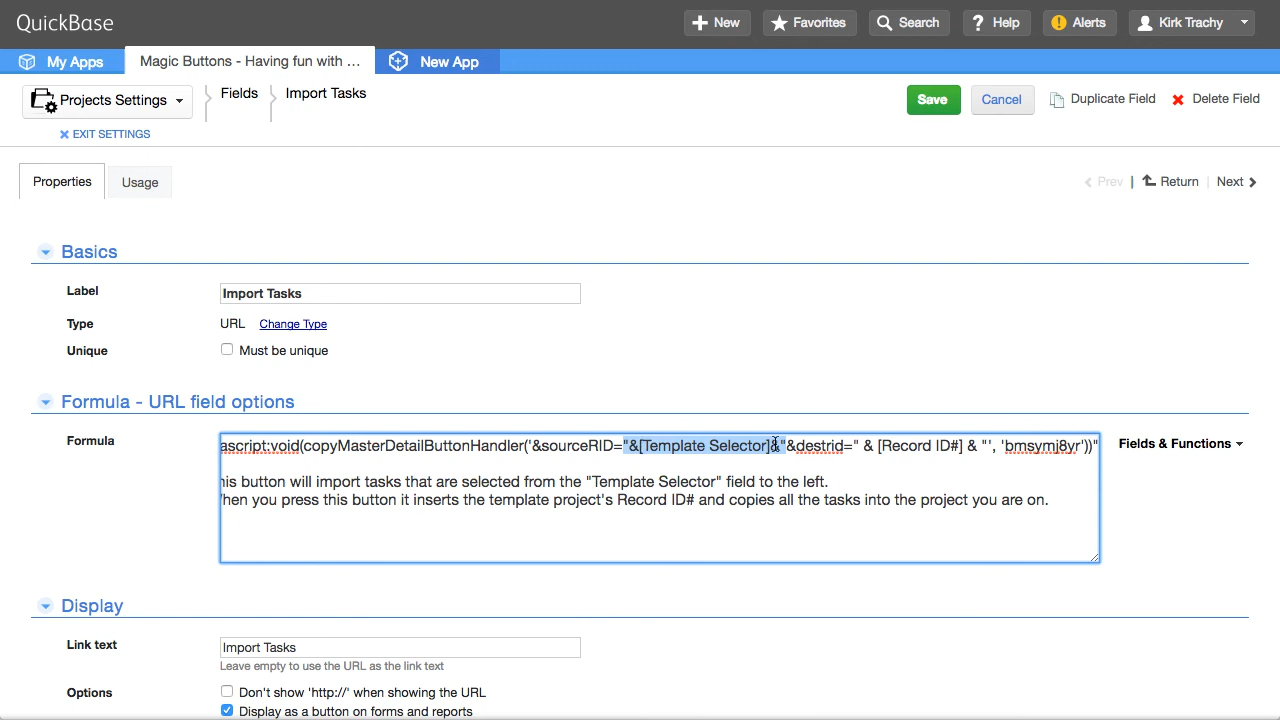 QuickBase
New
Favorites
Search
Help
Alerts
Kirk Trachy
My Apps
Magic Buttons - Having fun with ...
New App
Projects Settings
Fields
Import Tasks
Save
Cancel
Duplicate Field
Delete Field
EXIT SETTINGS
Properties
Usage
Prev | Return | Next
Basics
Label
Import Tasks
Type
URL Change Type
Unique
Must be unique
Formula - URL field options
Formula
ascript:void(copyMasterDetailButtonHandler('&sourceRID="&[Template Selector]&"&destrid=" & [Record ID#] & "', 'bmsymj8yr'))"
Fields & Functions
his button will import tasks that are selected from the "Template Selector" field to the left.
hen you press this button it inserts the template project's Record ID# and copies all the tasks into the project you are on.
Display
Link text
Import Tasks
Leave empty to use the URL as the link text
Options
Don't show 'http://' when showing the URL
Display as a button on forms and reports